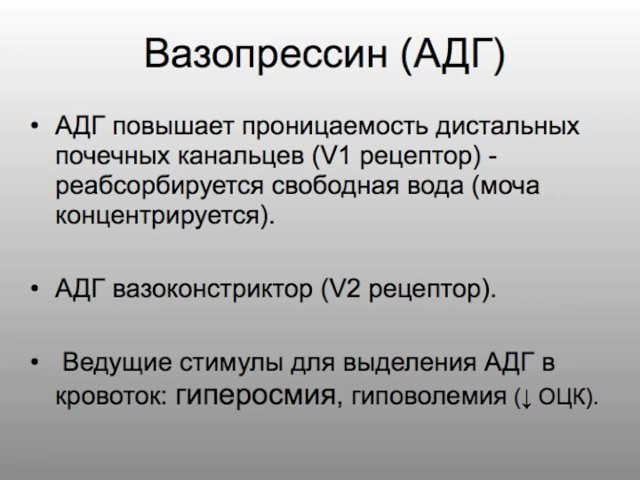 Вазопрессин (АДГ)
• АДГ повышает проницаемость дистальных
почечных канальцев (V1 рецептор) -
реабсорбируется свободная вода (моча
концентрируется).
• АДГ вазоконстриктор (V2 рецептор).
• Ведущие стимулы для выделения АДГ в
кровоток: гиперосмия, гиповолемия (↓ ОЦК).